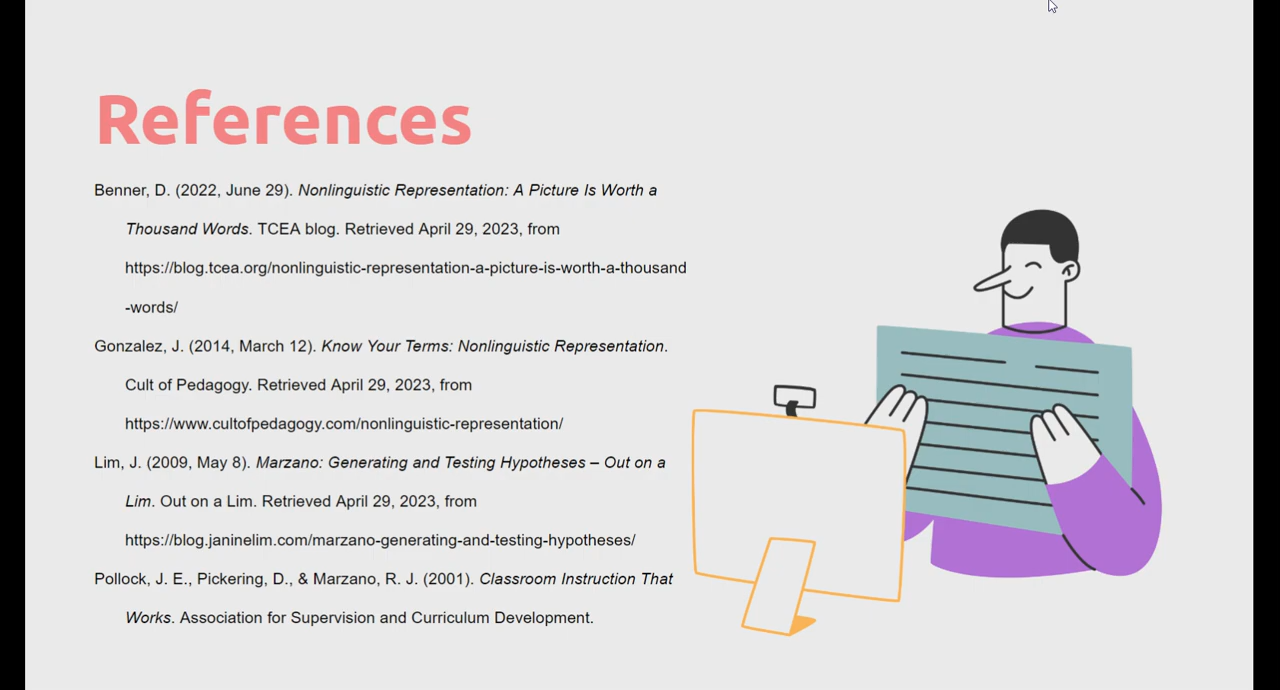 References
Benner, D. (2022, June 29). Nonlinguistic Representation: A Picture Is Worth a
Thousand Words. TCEA blog. Retrieved April 29, 2023, from
https://blog.tcea.org/nonlinguistic-representation-a-picture-is-worth-a-thousand
-words/
Gonzalez, J. (2014, March 12). Know Your Terms: Nonlinguistic Representation.
Cult of Pedagogy. Retrieved April 29, 2023, from
https://www.cultofpedagogy.com/nonlinguistic-representation/
Lim, J. (2009, May 8). Marzano: Generating and Testing Hypotheses – Out on a
Lim. Out on a Lim. Retrieved April 29, 2023, from
https://blog.janinelim.com/marzano-generating-and-testing-hypotheses/
Pollock, J. E., Pickering, D., & Marzano, R. J. (2001). Classroom Instruction That
Works. Association for Supervision and Curriculum Development.